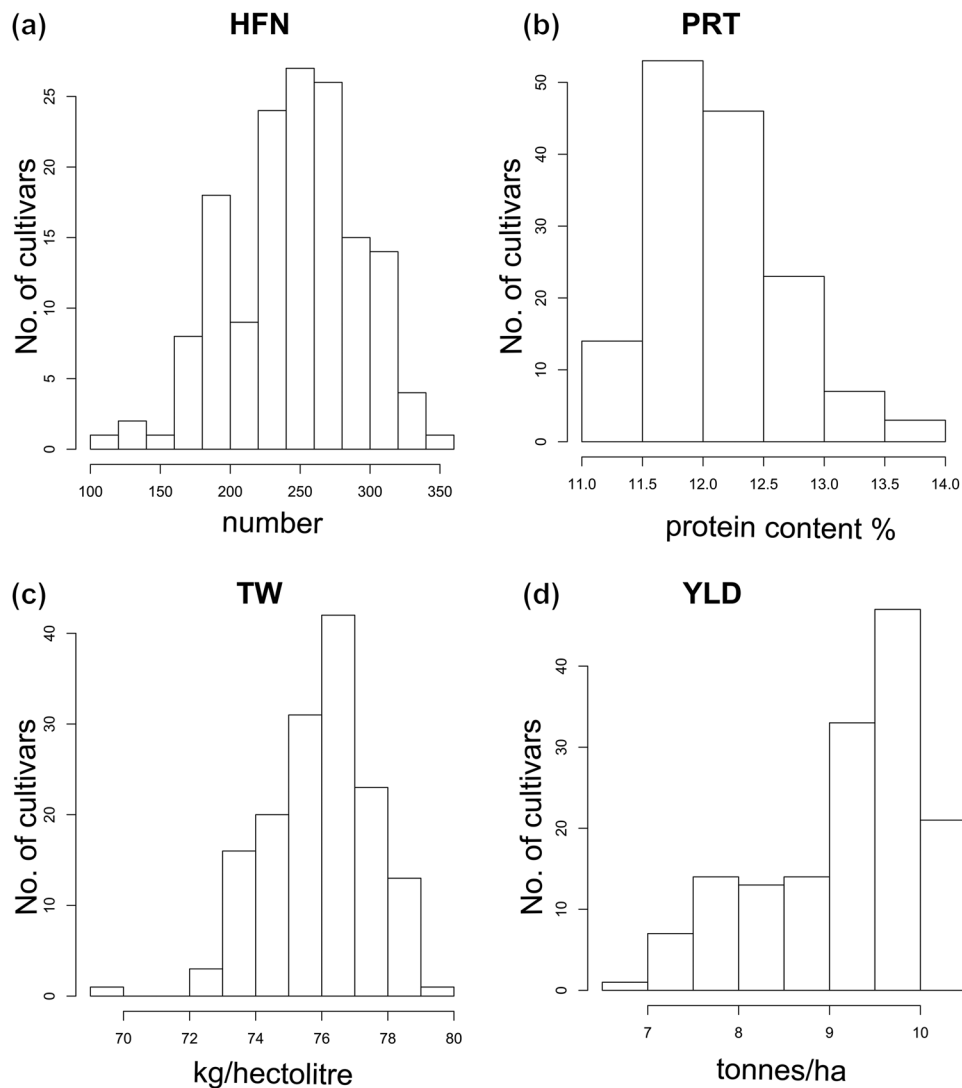 (a)
HFN
No. of cultivars
0
5
10
15
20
25
100 150 200 250 300 350
number
(b)
PRT
No. of cultivars
0
10
20
30
40
50
11.0 11.5 12.0 12.5 13.0 13.5 14.0
protein content %
(c)
TW
No. of cultivars
0
10
20
30
40
70 72 74 76 78 80
kg/hectolitre
(d)
YLD
No. of cultivars
0
10
20
30
40
7 8 9 10
tonnes/ha